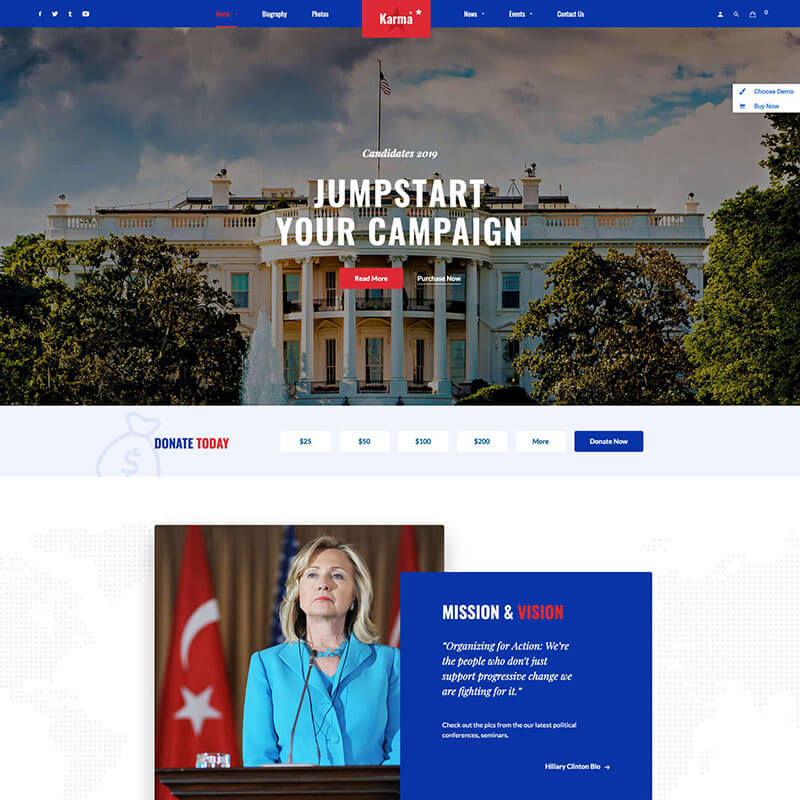 Home
Biography
Photos
Karma
News
Events
Contact Us
0
Choose Demo
Buy Now
Candidates 2019
JUMPSTART
YOUR CAMPAIGN
Read More
Purchase Now
$
DONATE TODAY
$25
$50
$100
$200
More
Donate Now
MISSION & VISION
“Organizing for Action: We’re
the people who don’t just
support progressive change we
are fighting for it.”
Check out the pics from the our latest political
conferences, seminars.
Hillary Clinton Bio →